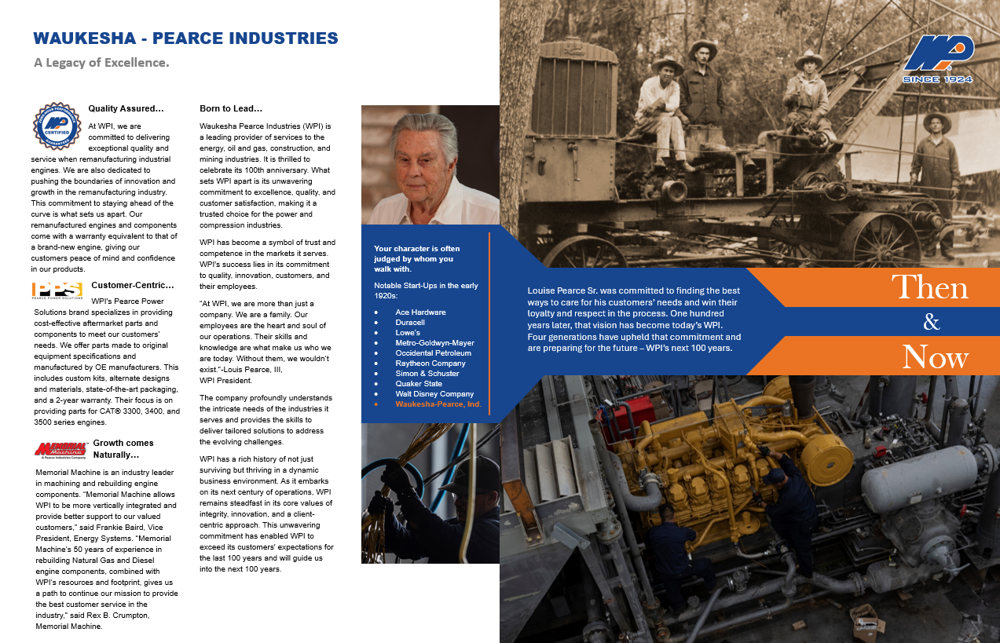 WAUKESHA - PEARCE INDUSTRIES
A Legacy of Excellence.
CERTIFIED
GUARANTEED
Quality Assured…
At WPI, we are
committed to delivering
exceptional quality and
service when remanufacturing industrial
engines. We are also dedicated to
pushing the boundaries of innovation and
growth in the remanufacturing industry.
This commitment to staying ahead of the
curve is what sets us apart. Our
remanufactured engines and components
come with a warranty equivalent to that of
a brand-new engine, giving our
customers peace of mind and confidence
in our products.
PPS
PEARCE POWER SOLUTIONS
Customer-Centric…
WPI's Pearce Power
Solutions brand specializes in providing
cost-effective aftermarket parts and
components to meet our customers'
needs. We offer parts made to original
equipment specifications and
manufactured by OE manufacturers. This
includes custom kits, alternate designs
and materials, state-of-the-art packaging,
and a 2-year warranty. Their focus is on
providing parts for CAT® 3300, 3400, and
3500 series engines.
MEMORIAL
Machine
A Pearce Industries Company
Growth comes
Naturally…
Memorial Machine is an industry leader
in machining and rebuilding engine
components. “Memorial Machine allows
WPI to be more vertically integrated and
provide better support to our valued
customers,” said Frankie Baird, Vice
President, Energy Systems. “Memorial
Machine's 50 years of experience in
rebuilding Natural Gas and Diesel
engine components, combined with
WPI's resources and footprint, gives us
a path to continue our mission to provide
the best customer service in the
industry,” said Rex B. Crumpton,
Memorial Machine.
Born to Lead…
Waukesha Pearce Industries (WPI) is
a leading provider of services to the
energy, oil and gas, construction, and
mining industries. It is thrilled to
celebrate its 100th anniversary. What
sets WPI apart is its unwavering
commitment to excellence, quality, and
customer satisfaction, making it a
trusted choice for the power and
compression industries.
WPI has become a symbol of trust and
competence in the markets it serves.
WPI's success lies in its commitment
to quality, innovation, customers, and
their employees.
“At WPI, we are more than just a
company. We are a family. Our
employees are the heart and soul of
our operations. Their skills and
knowledge are what make us who we
are today. Without them, we wouldn't
exist.”-Louis Pearce, III,
WPI President.
The company profoundly understands
the intricate needs of the industries it
serves and provides the skills to
deliver tailored solutions to address
the evolving challenges.
WPI has a rich history of not just
surviving but thriving in a dynamic
business environment. As it embarks
on its next century of operations, WPI
remains steadfast in its core values of
integrity, innovation, and a client-
centric approach. This unwavering
commitment has enabled WPI to
exceed its customers' expectations for
the last 100 years and will guide us
into the next 100 years.
Your character is often
judged by whom you
walk with.
Notable Start-Ups in the early
1920s:
• Ace Hardware
• Duracell
• Lowe's
• Metro-Goldwyn-Mayer
• Occidental Petroleum
• Raytheon Company
• Simon & Schuster
• Quaker State
• Walt Disney Company
• Waukesha-Pearce, Ind.
SINCE 1924
Louise Pearce Sr. was committed to finding the best
ways to care for his customers' needs and win their
loyalty and respect in the process. One hundred
years later, that vision has become today's WPI.
Four generations have upheld that commitment and
are preparing for the future – WPI's next 100 years.
Then
&
Now